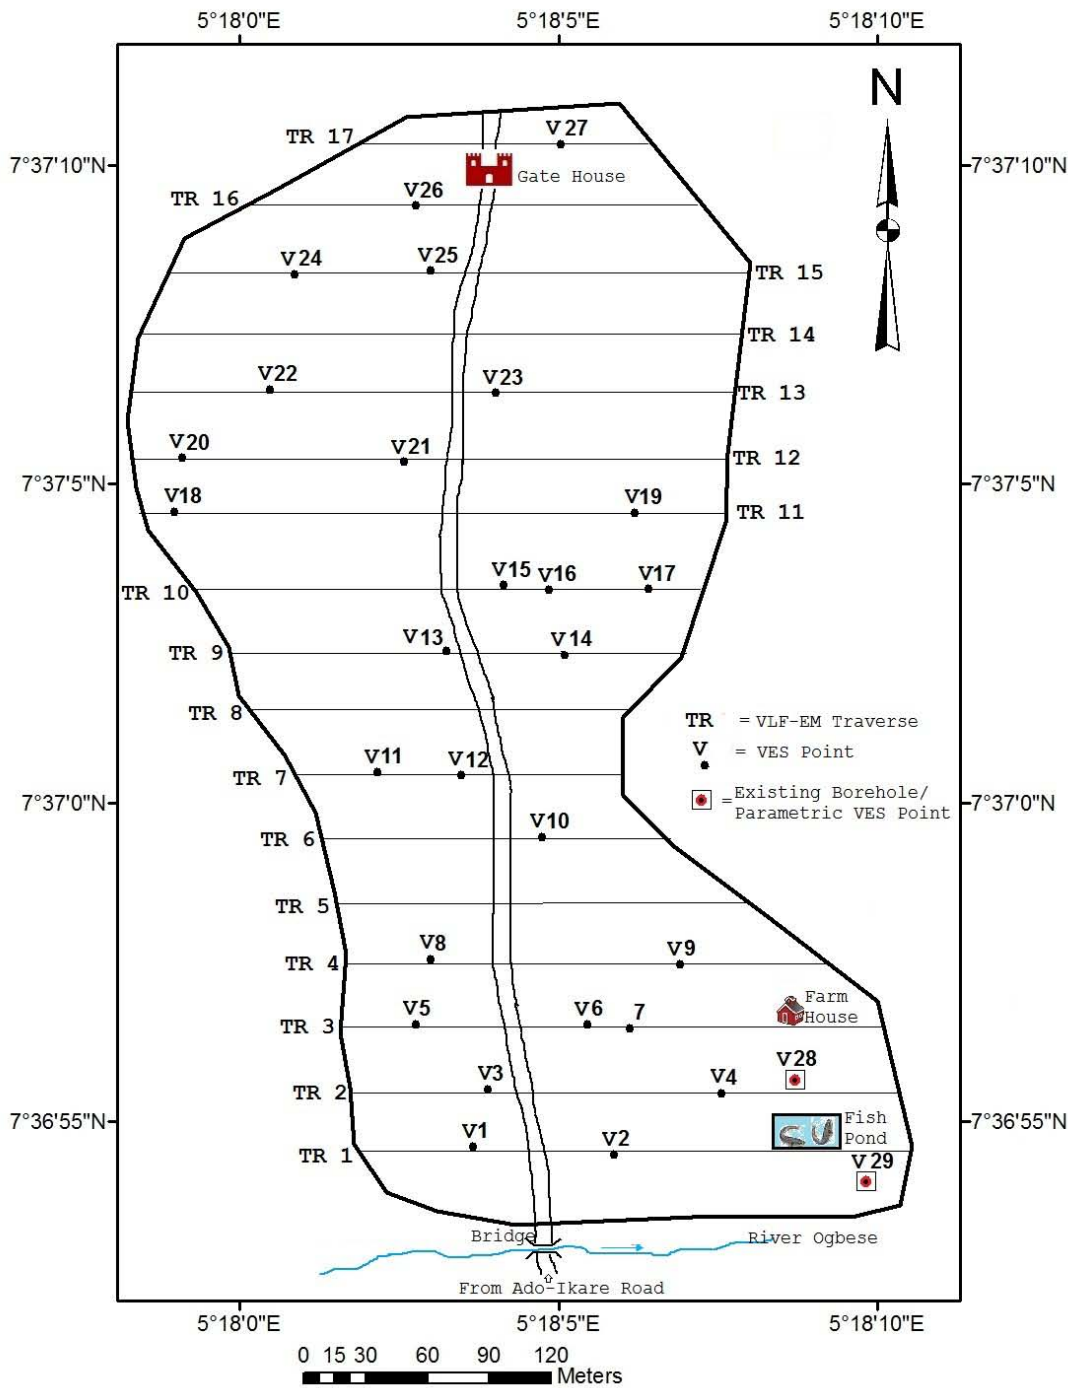 5°18'0"E 5°18'5"E 5°18'10"E
N
V27
TR 17
7°37'10"N 7°37'10"N
Gate House
V26
TR 16
V24 V25
TR 15
TR 14
V22 V23
TR 13
V20 V21
TR 12
7°37'5"N 7°37'5"N
V18 V19
TR 11
V15 V16 V17
TR 10
V13 V14
TR 9
TR 8
TR = VLF-EM Traverse
V = VES Point
V11 V12
TR 7
=Existing Borehole/
Parametric VES Point
7°37'0"N 7°37'0"N
V10
TR 6
TR 5
V8 V9
TR 4
Farm
House
V5 V6 7
TR 3
V28
V3 V4
TR 2
7°36'55"N 7°36'55"N
Fish
Pond
V1 V2
TR 1
V29
Bridge River Ogbese
From Ado-Ikare Road
5°18'0"E 5°18'5"E 5°18'10"E
0 15 30 60 90 120
Meters